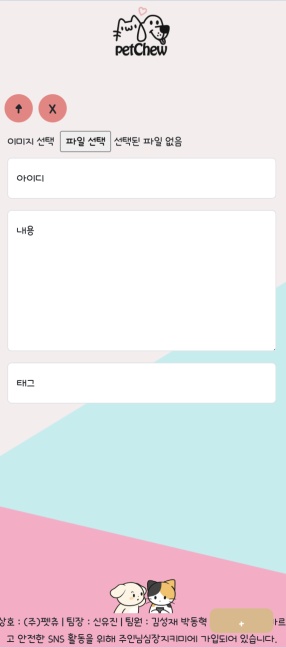 PetChew
↑ X
이미지 선택 파일 선택 선택된 파일 없음
아이디
내용
태그
상호 : (주)펫츄 | 팀장 : 신유진 | 팀원 : 김성재 박동혁
고 안전한 SNS 활동을 위해 주인님심장지키미에 가입되어 있습니다.